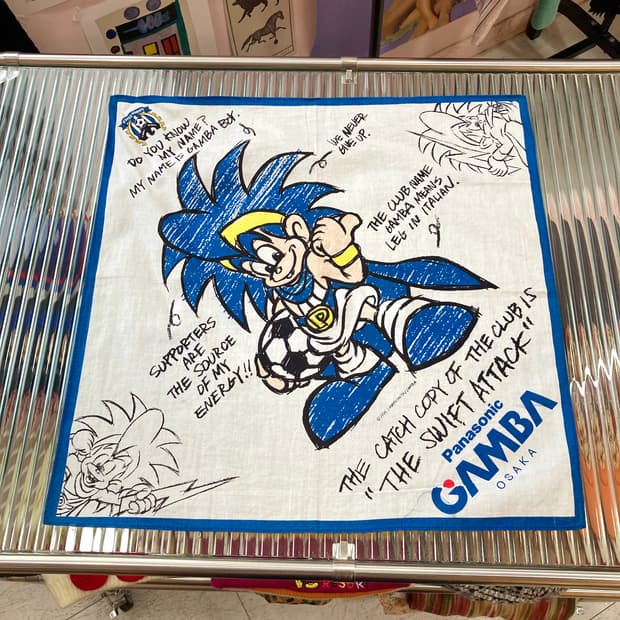 DO YOU KNOW
MY NAME?
MY NAME IS GAMBA BOY.
WE NEVER
GIVE UP.
THE CLUB NAME
GAMBA MEANS
LEG IN ITALIAN.
SUPPORTERS
ARE
THE SOURCE
OF MY
ENERGY!!
P
THE CATCH COPY OF THE CLUB IS
"THE SWIFT ATTACK"
Panasonic
GAMBA
OSAKA